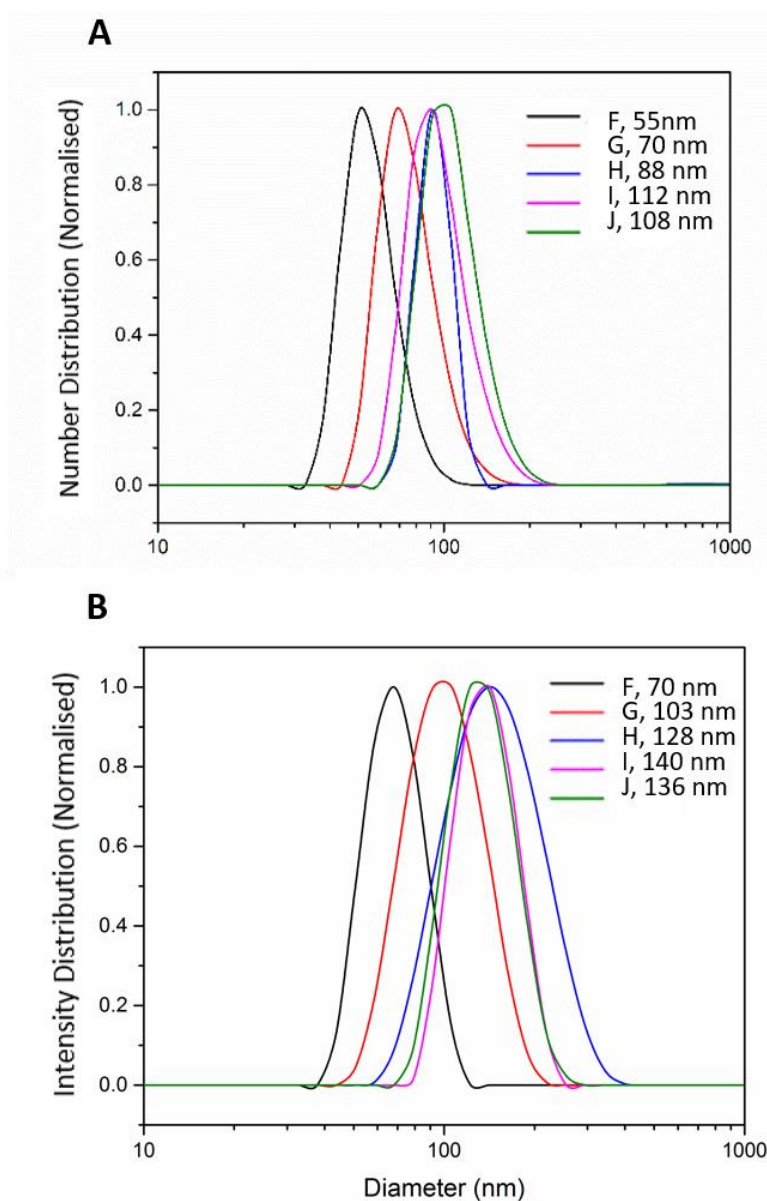 A
Number Distribution (Normalised)
1.0
0.8
0.6
0.4
0.2
0.0
F, 55nm
G, 70 nm
H, 88 nm
I, 112 nm
J, 108 nm
10
100
1000
B
Intensity Distribution (Normalised)
1.0
0.8
0.6
0.4
0.2
0.0
F, 70 nm
G, 103 nm
H, 128 nm
I, 140 nm
J, 136 nm
10
100
1000
Diameter (nm)